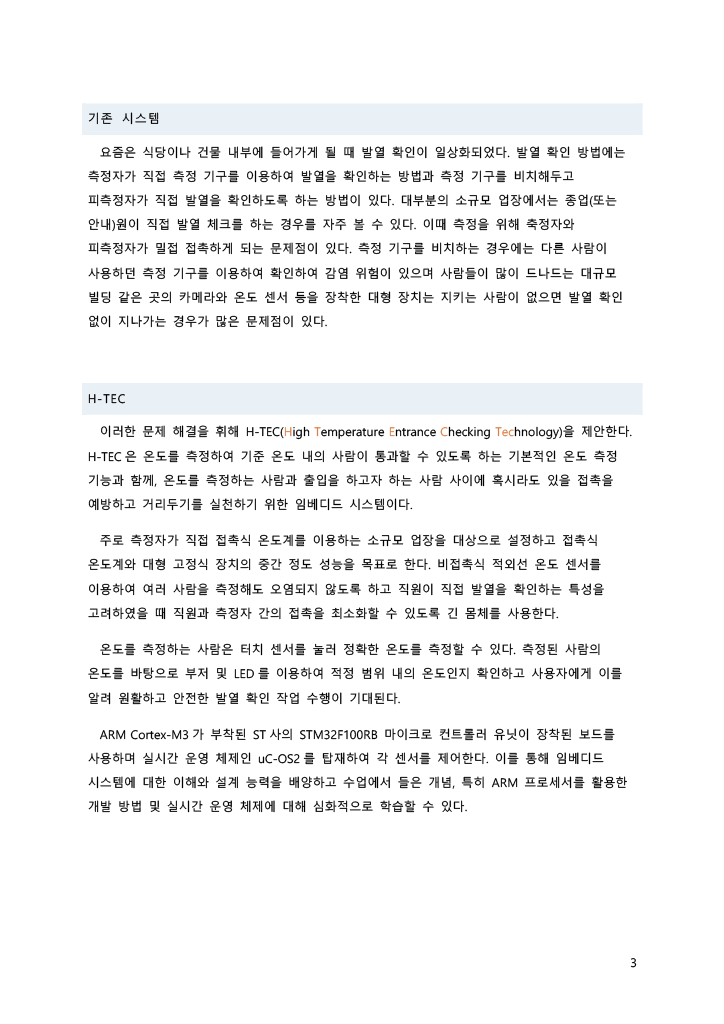 기존 시스템
요즘은 식당이나 건물 내부에 들어가게 될 때 발열 확인이 일상화되었다. 발열 확인 방법에는
측정자가 직접 측정 기구를 이용하여 발열을 확인하는 방법과 측정 기구를 비치해두고
피측정자가 직접 발열을 확인하도록 하는 방법이 있다. 대부분의 소규모 업장에서는 종업(또는
안내)원이 직접 발열 체크를 하는 경우를 자주 볼 수 있다. 이때 측정을 위해 측정자와
피측정자가 밀접 접촉하게 되는 문제점이 있다. 측정 기구를 비치하는 경우에는 다른 사람이
사용하던 측정 기구를 이용하여 확인하여 감염 위험이 있으며 사람들이 많이 드나드는 대규모
빌딩 같은 곳의 카메라와 온도 센서 등을 장착한 대형 장치는 지키는 사람이 없으면 발열 확인
없이 지나가는 경우가 많은 문제점이 있다.
H-TEC
이러한 문제 해결을 휘해 H-TEC(High Temperature Entrance Checking Technology)을 제안한다.
H-TEC 은 온도를 측정하여 기준 온도 내의 사람이 통과할 수 있도록 하는 기본적인 온도 측정
기능과 함께, 온도를 측정하는 사람과 출입을 하고자 하는 사람 사이에 혹시라도 있을 접촉을
예방하고 거리두기를 실천하기 위한 임베디드 시스템이다.
주로 측정자가 직접 접촉식 온도계를 이용하는 소규모 업장을 대상으로 설정하고 접촉식
온도계와 대형 고정식 장치의 중간 정도 성능을 목표로 한다. 비접촉식 적외선 온도 센서를
이용하여 여러 사람을 측정해도 오염되지 않도록 하고 직원이 직접 발열을 확인하는 특성을
고려하였을 때 직원과 측정자 간의 접촉을 최소화할 수 있도록 긴 몸체를 사용한다.
온도를 측정하는 사람은 터치 센서를 눌러 정확한 온도를 측정할 수 있다. 측정된 사람의
온도를 바탕으로 부저 및 LED 를 이용하여 적정 범위 내의 온도인지 확인하고 사용자에게 이를
알려 원활하고 안전한 발열 확인 작업 수행이 기대된다.
ARM Cortex-M3 가 부착된 ST 사의 STM32F100RB 마이크로 컨트롤러 유닛이 장착된 보드를
사용하며 실시간 운영 체제인 uC-OS2 를 탑재하여 각 센서를 제어한다. 이를 통해 임베디드
시스템에 대한 이해와 설계 능력을 배양하고 수업에서 들은 개념, 특히 ARM 프로세서를 활용한
개발 방법 및 실시간 운영 체제에 대해 심화적으로 학습할 수 있다.
3